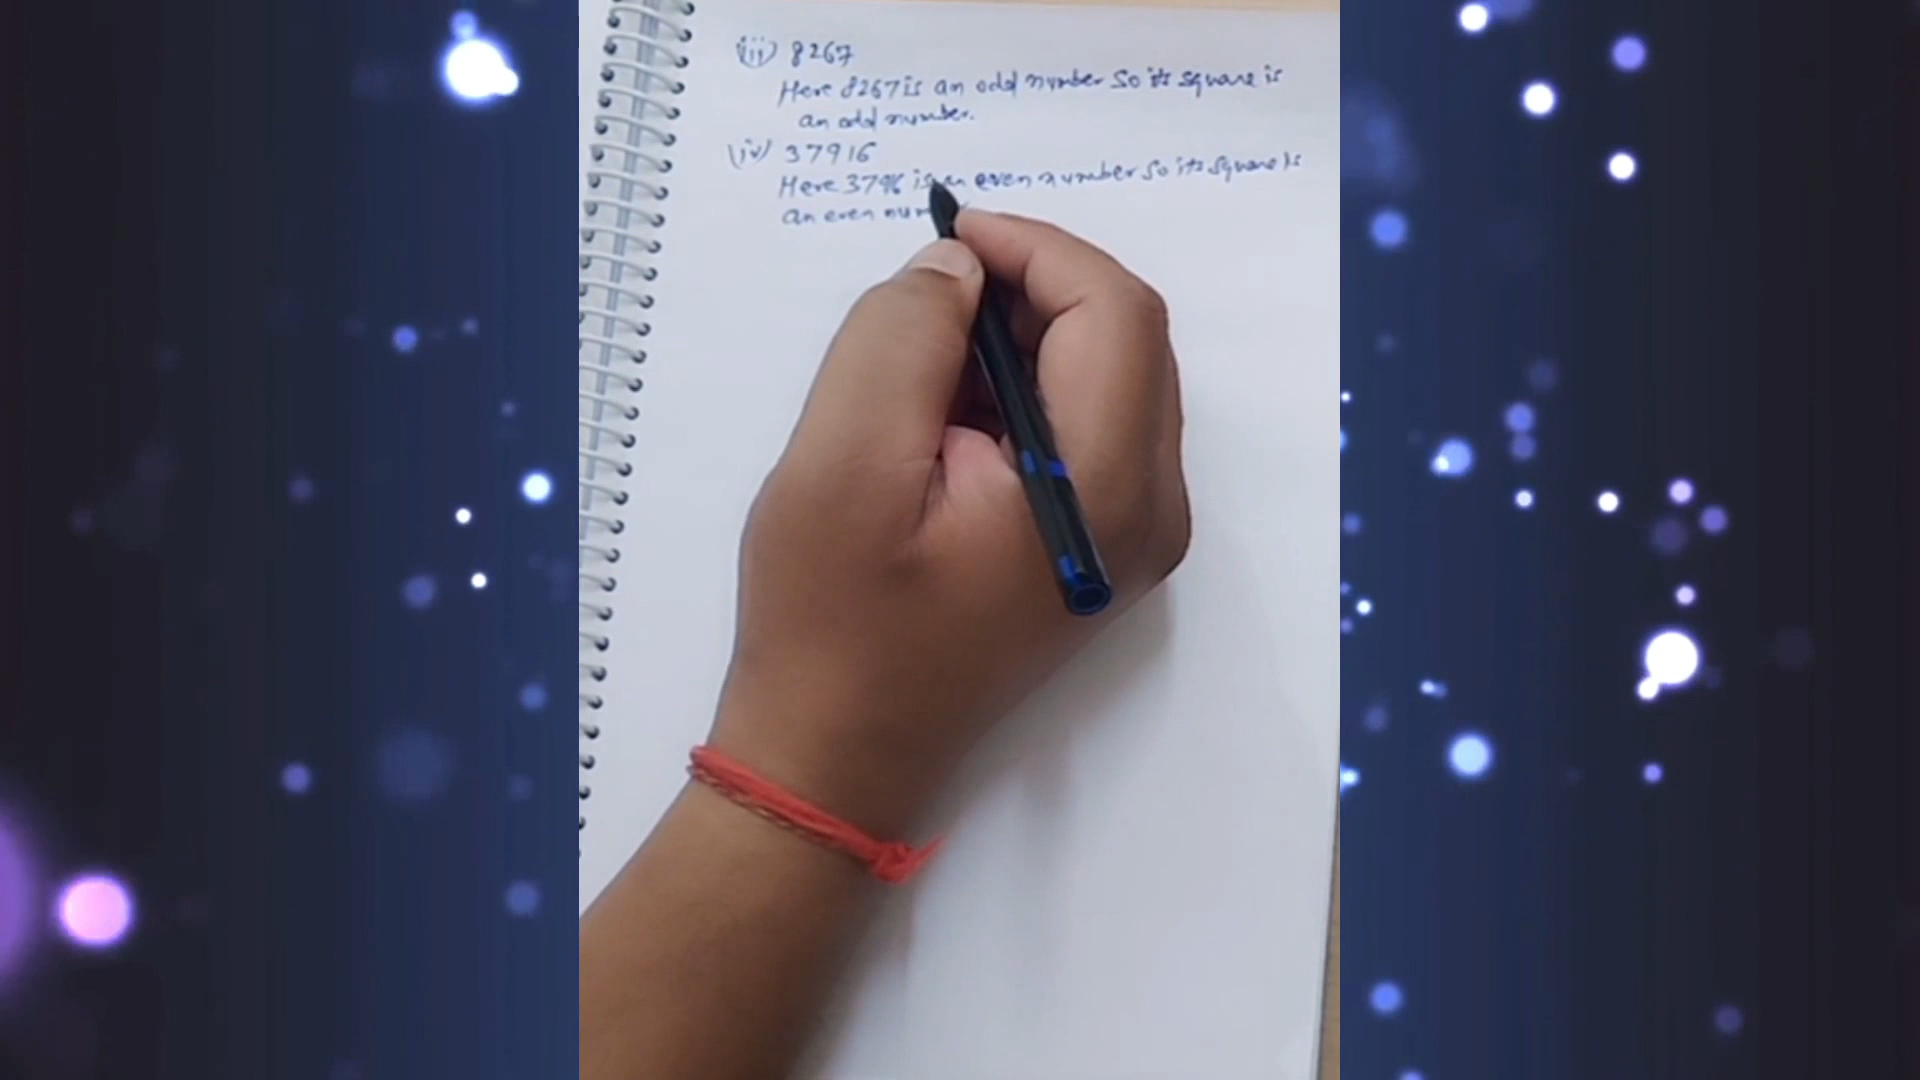 (iii) 8267
Here 8267 is an odd number So its square is
an odd number.
(iv) 37916
Here 37916 is an even number So its square is
an even num